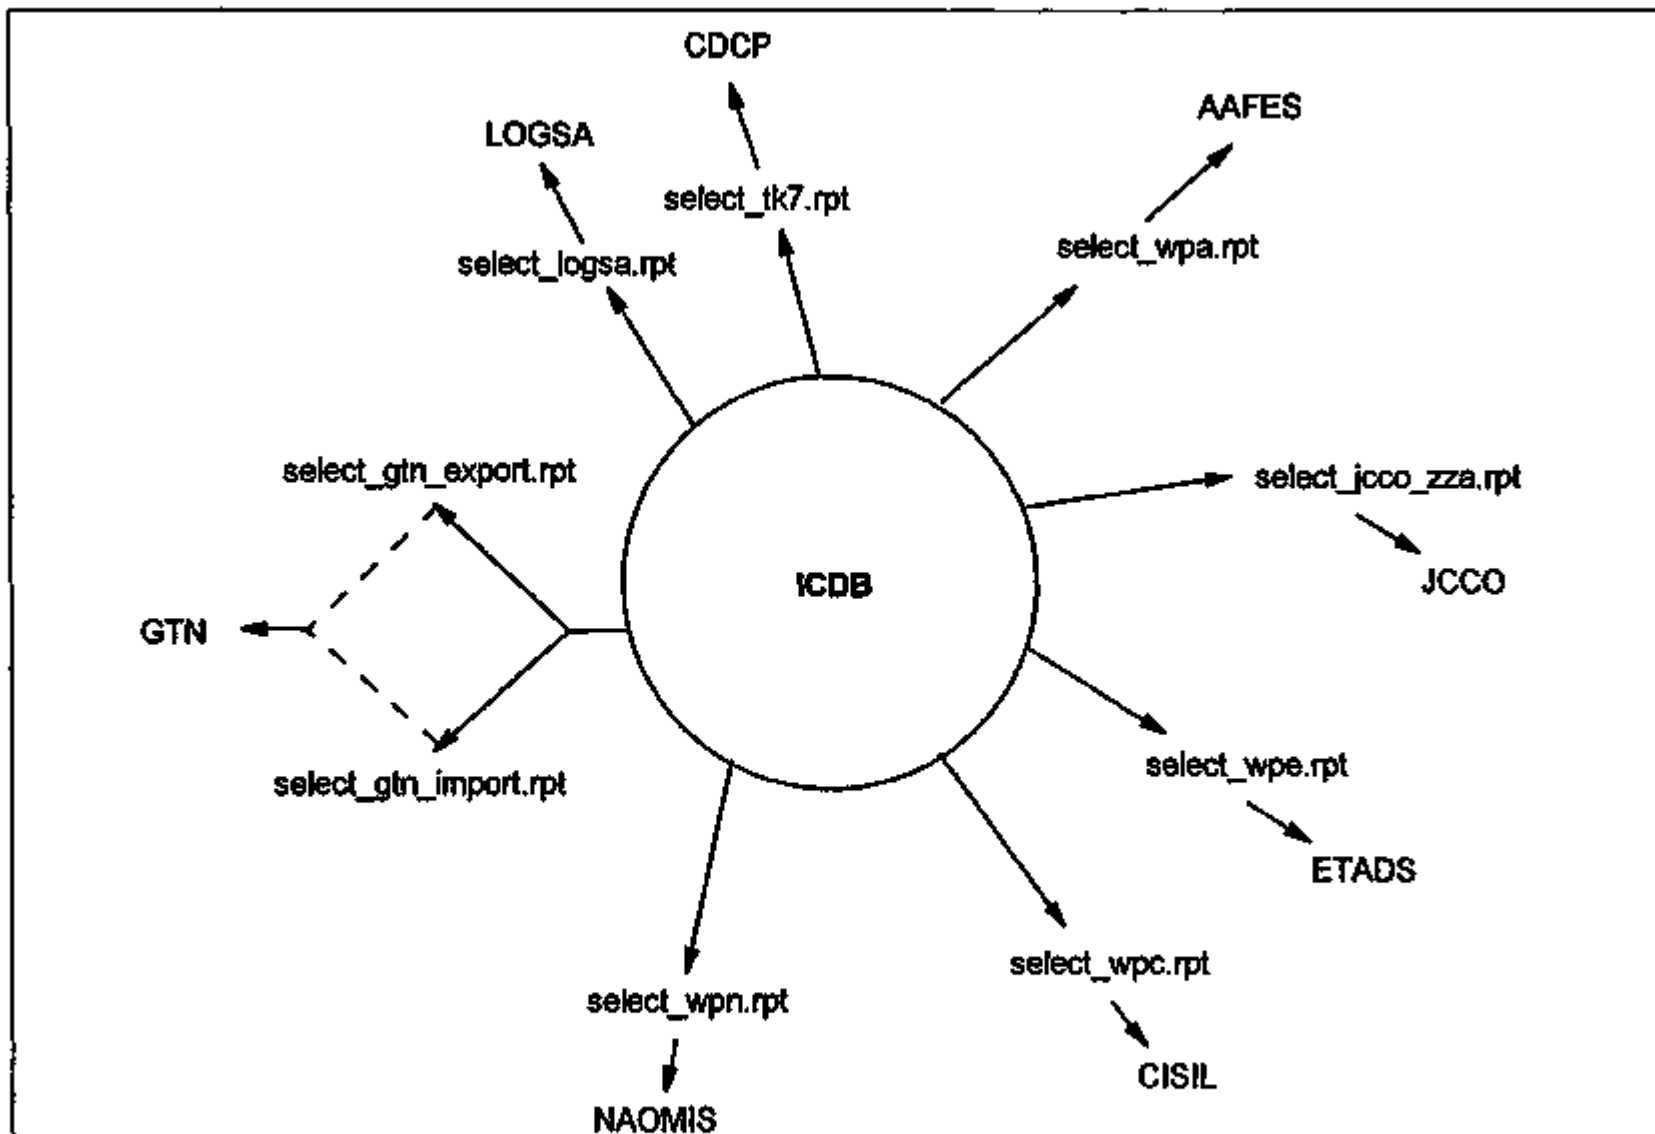 CDCP
AAFES
LOGSA
select_tk7.rpt
select_wpa.rpt
select_logsa.rpt
select_gtn_export.rpt
select_jcco_zza.rpt
ICDB
JCCO
GTN
select_wpe.rpt
select_gtn_import.rpt
ETADS
select_wpc.rpt
select_wpn.rpt
CISIL
NAOMIS